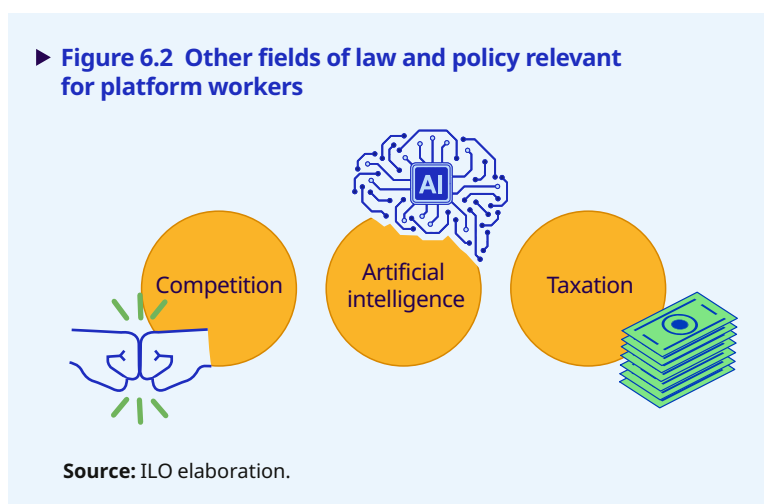 Figure 6.2 Other fields of law and policy relevant
for platform workers
AI
Competition
Artificial
intelligence
Taxation
Source: ILO elaboration.